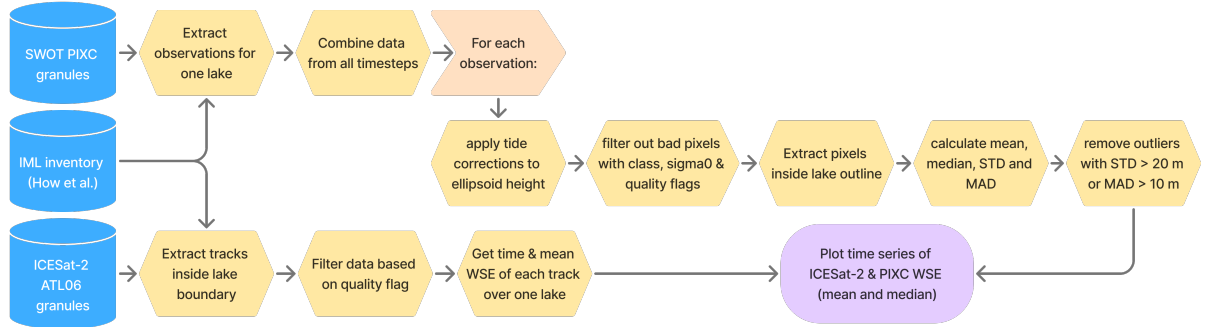 SWOT PIXC
granules
Extract
observations for
one lake
Combine data
from all timesteps
For each
observation:
IML inventory
(How et al.)
apply tide
corrections to
ellipsoid height
filter out bad pixels
with class, sigma0 &
quality flags
Extract pixels
inside lake outline
calculate mean,
median, STD and
MAD
remove outliers
with STD > 20 m
or MAD > 10 m
ICESat-2
ATL06
granules
Extract tracks
inside lake
boundary
Filter data based
on quality flag
Get time & mean
WSE of each track
over one lake
Plot time series of
ICESat-2 & PIXC WSE
(mean and median)